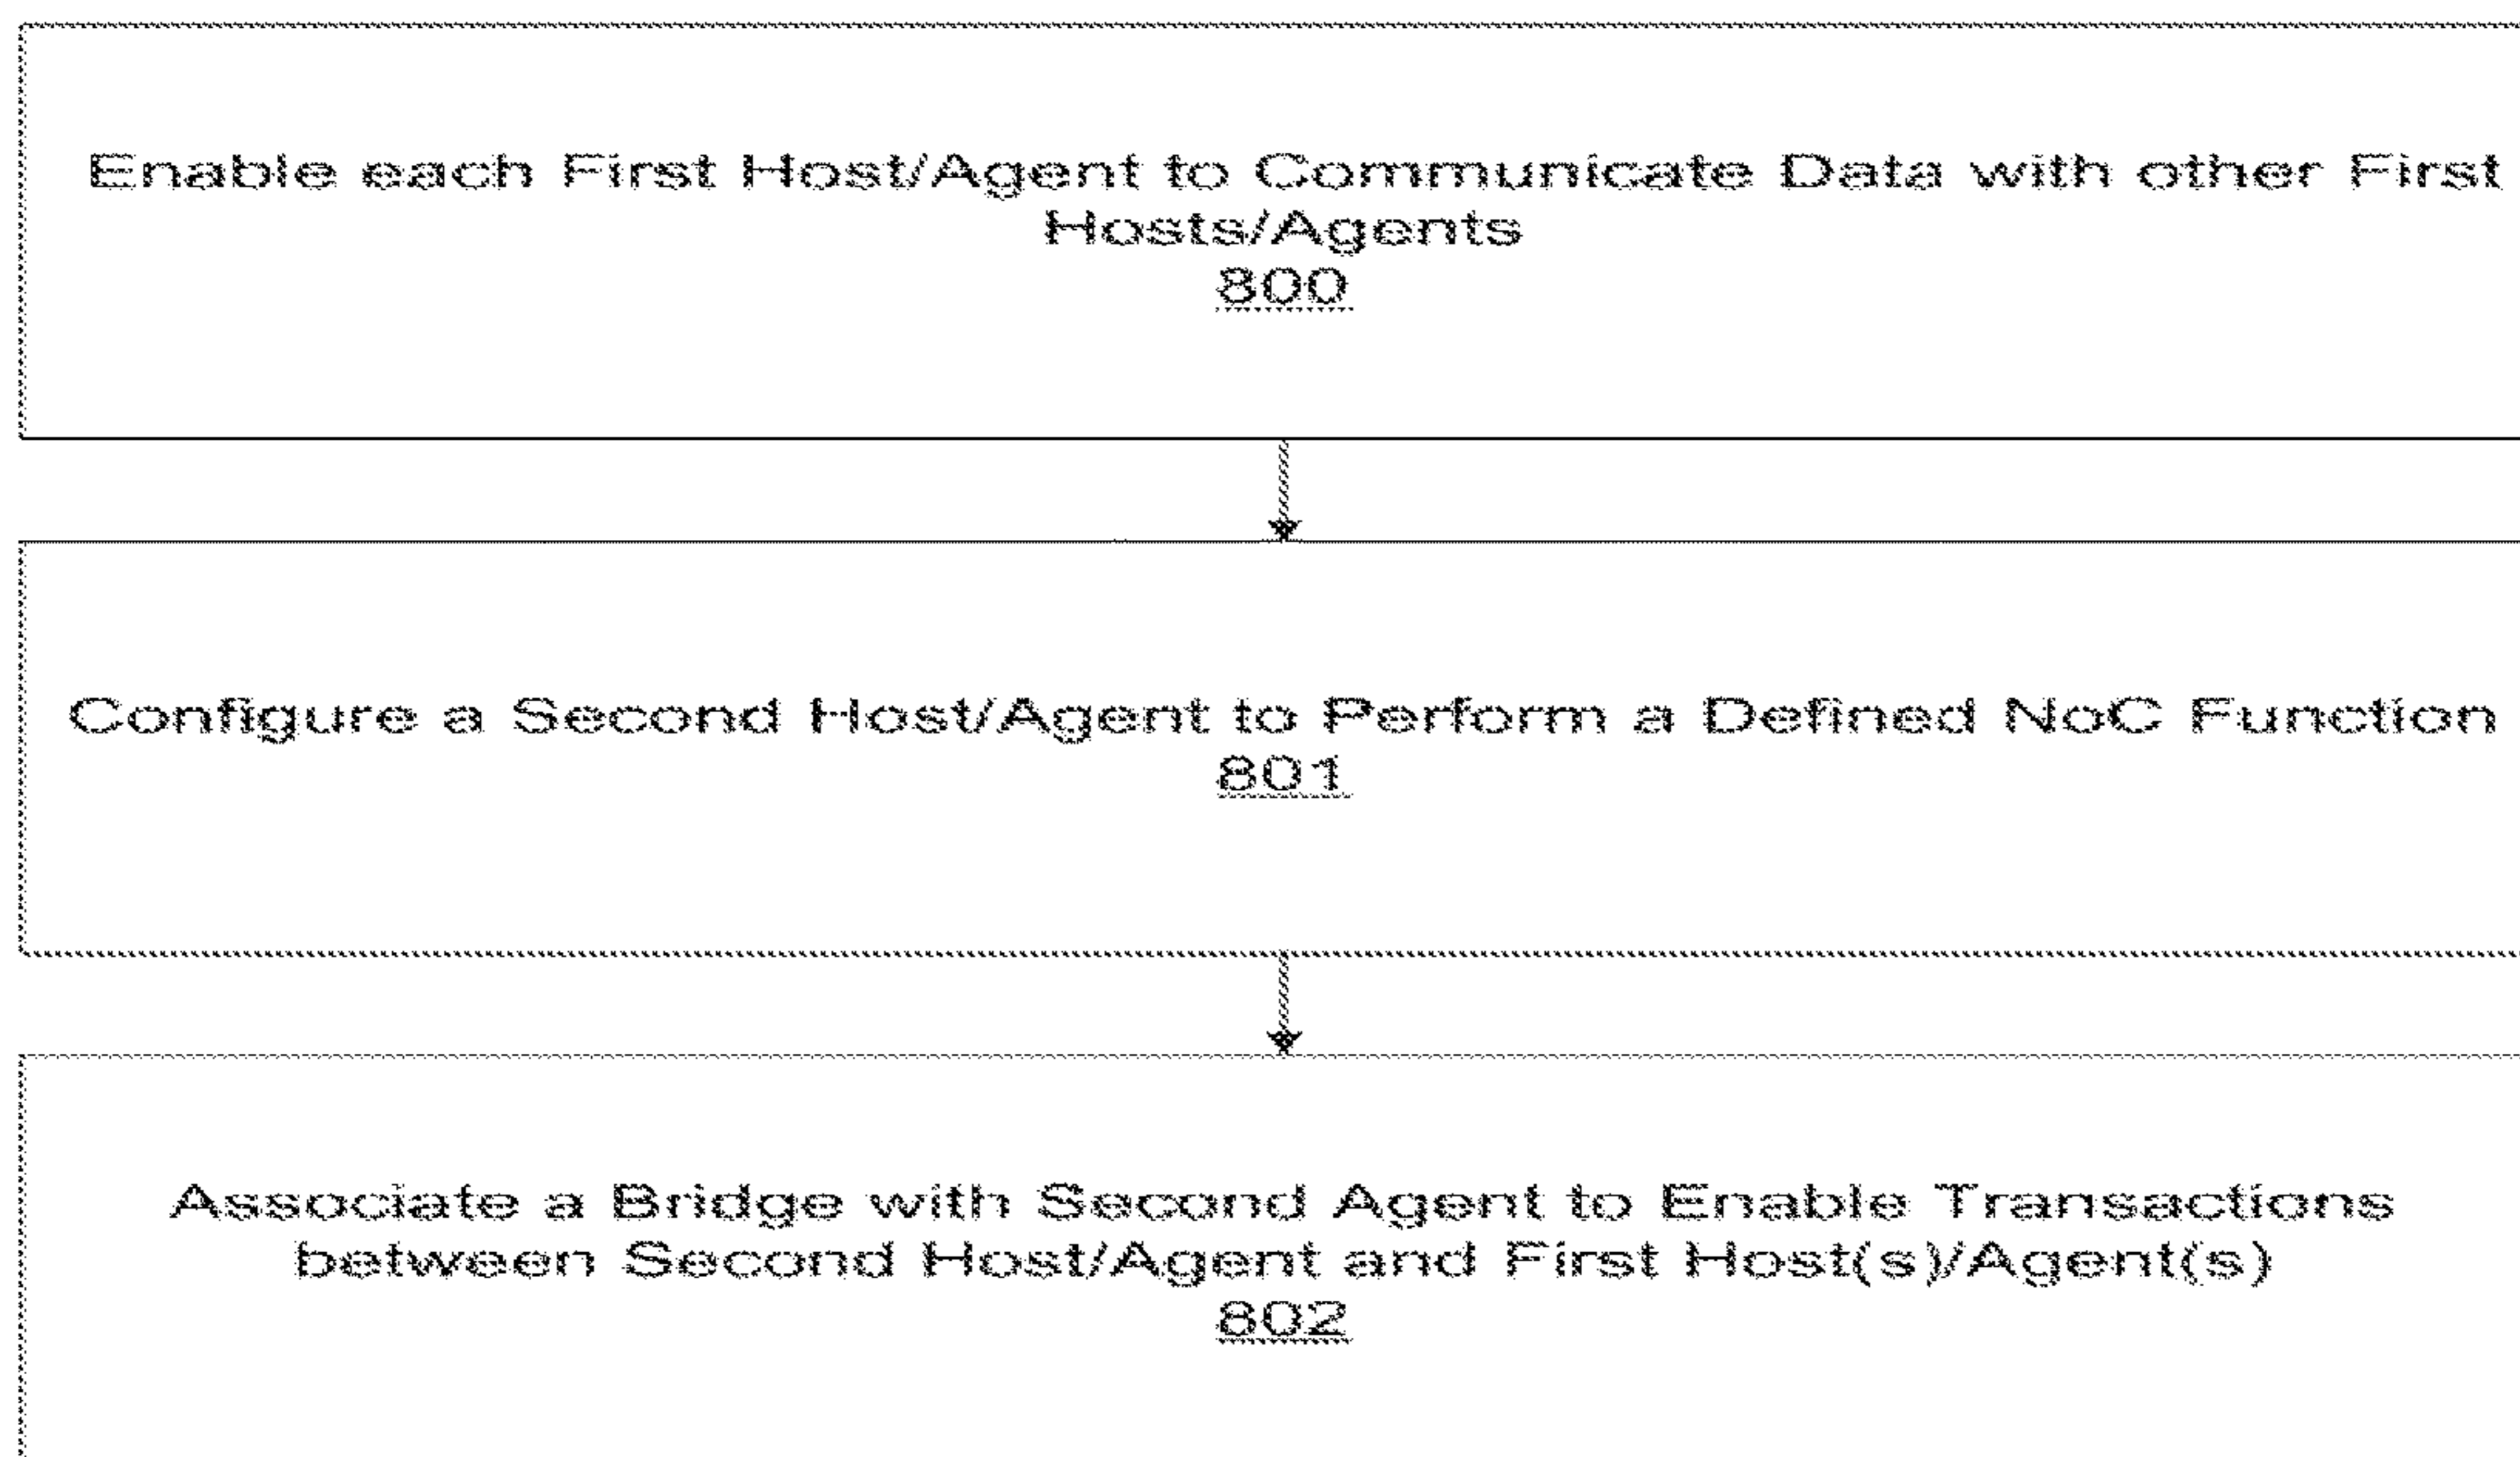 Enable each First Host/Agent to Communicate Data with other First
Hosts/Agents
800
Configure a Second Host/Agent to Perform a Defined NoC Function
801
Associate a Bridge with Second Agent to Enable Transactions
between Second Host/Agent and First Host(s)/Agent(s)
802